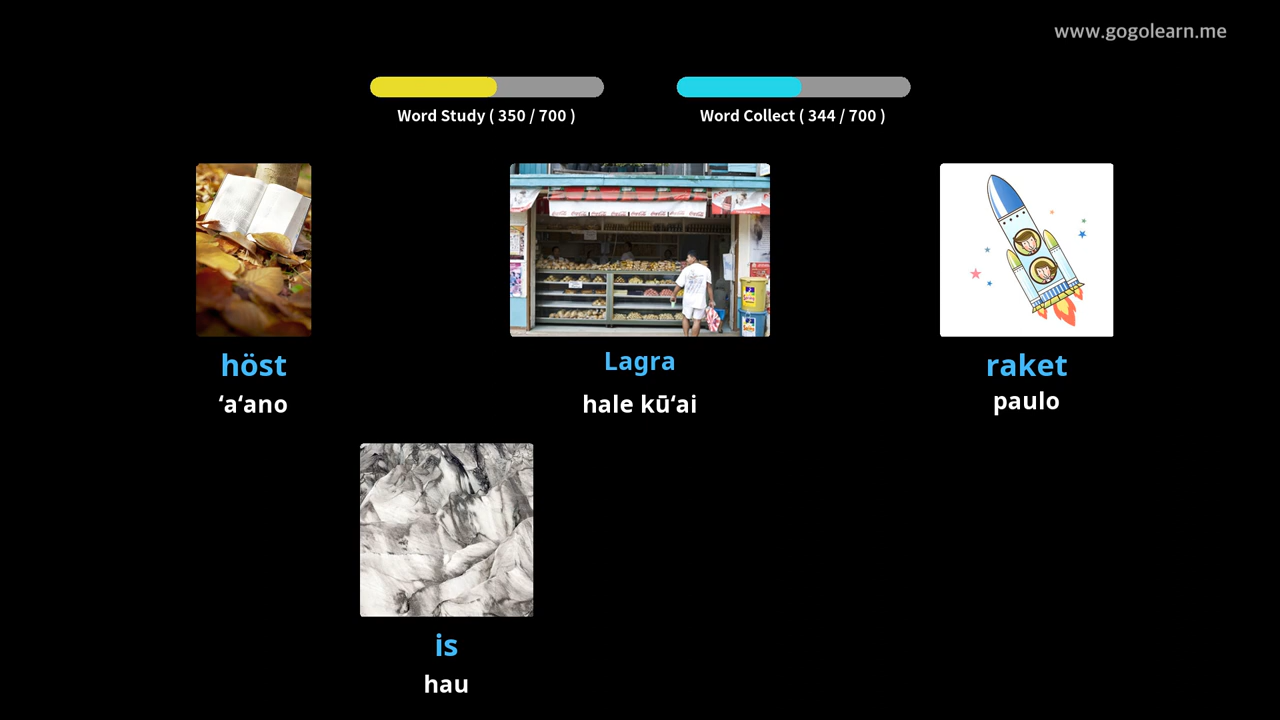 www.gogolearn.me
Word Study ( 350 / 700 )
Word Collect ( 344 / 700 )
höst
ʻaʻano
Lagra
hale kūʻai
raket
paulo
is
hau